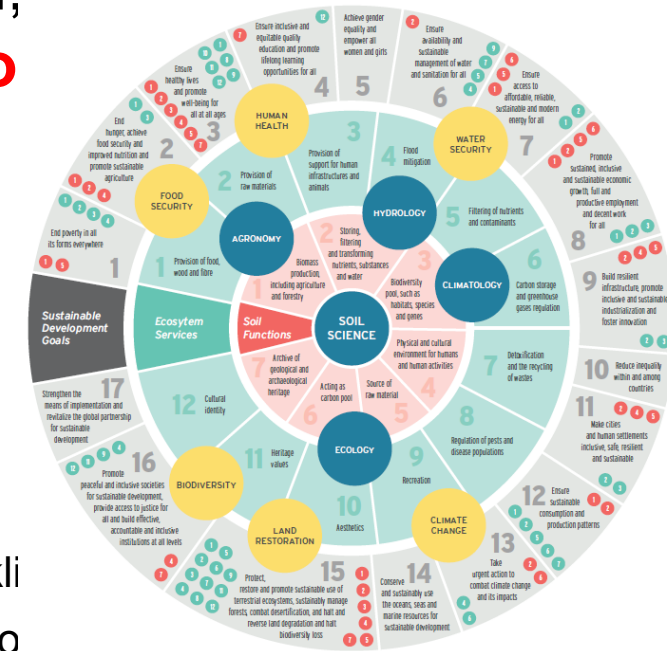 Sustainable
Development
Goals
1
End poverty in all
its forms everywhere
2
End
hunger, achieve
food security and
improved nutrition and
promote sustainable
agriculture
3
Ensure
healthy lives
and promote
well-being for
all at all ages
4
Ensure inclusive and
equitable quality
education and promote
lifelong learning
opportunities for all
5
Achieve gender
equality and
empower all
women and girls
6
Ensure
availability and
sustainable
management of water
and sanitation for all
7
Ensure
access to
affordable, reliable,
sustainable and modern
energy for all
8
Promote
sustained, inclusive
and sustainable economic
growth, full and
productive employment
and decent work
for all
9
Build resilient
infrastructure, promote
inclusive and sustainable
industrialization and
foster innovation
10
Reduce inequality
within and among
countries
11
Make cities
and human settlements
inclusive, safe, resilient
and sustainable
12
Ensure
sustainable
consumption and
production patterns
13
Take
urgent action to
combat climate change
and its impacts
14
Conserve
and sustainably use
the oceans, seas and
marine resources for
sustainable development
15
Protect,
restore and promote sustainable use of
terrestrial ecosystems, sustainably manage
forests, combat desertification, and halt and
reverse land degradation and halt
biodiversity loss
16
Promote
peaceful and inclusive societies
for sustainable development,
provide access to justice for
all and build effective,
accountable and inclusive
institutions at all levels
17
Strengthen the
means of implementation and
revitalize the global partnership
for sustainable
development
HUMAN
HEALTH
WATER
SECURITY
FOOD
SECURITY
BIODIVERSITY
LAND
RESTORATION
CLIMATE
CHANGE
Ecosytem
Services
1
Provision of food,
wood and fibre
2
Provision of
raw materials
3
Provision of
support for human
infrastructures and
animals
4
Flood
mitigation
5
Filtering of nutrients
and contaminants
6
Carbon storage
and greenhouse
gases regulation
7
Detoxification
and the recycling
of wastes
8
Regulation of pests and
disease populations
9
Recreation
10
Aesthetics
11
Heritage
values
12
Cultural
identity
AGRONOMY
HYDROLOGY
CLIMATOLOGY
ECOLOGY
Soil
Functions
1
Biomass
production,
including agriculture
and forestry
2
Storing,
filtering
and transforming
nutrients, substances
and water
3
Biodiversity
pool, such as
habitats, species
and genes
4
Physical and cultural
environment for humans
and human activities
5
Source of
raw material
6
Acting as
carbon pool
7
Archive of
geological and
archaeological
heritage
SOIL
SCIENCE